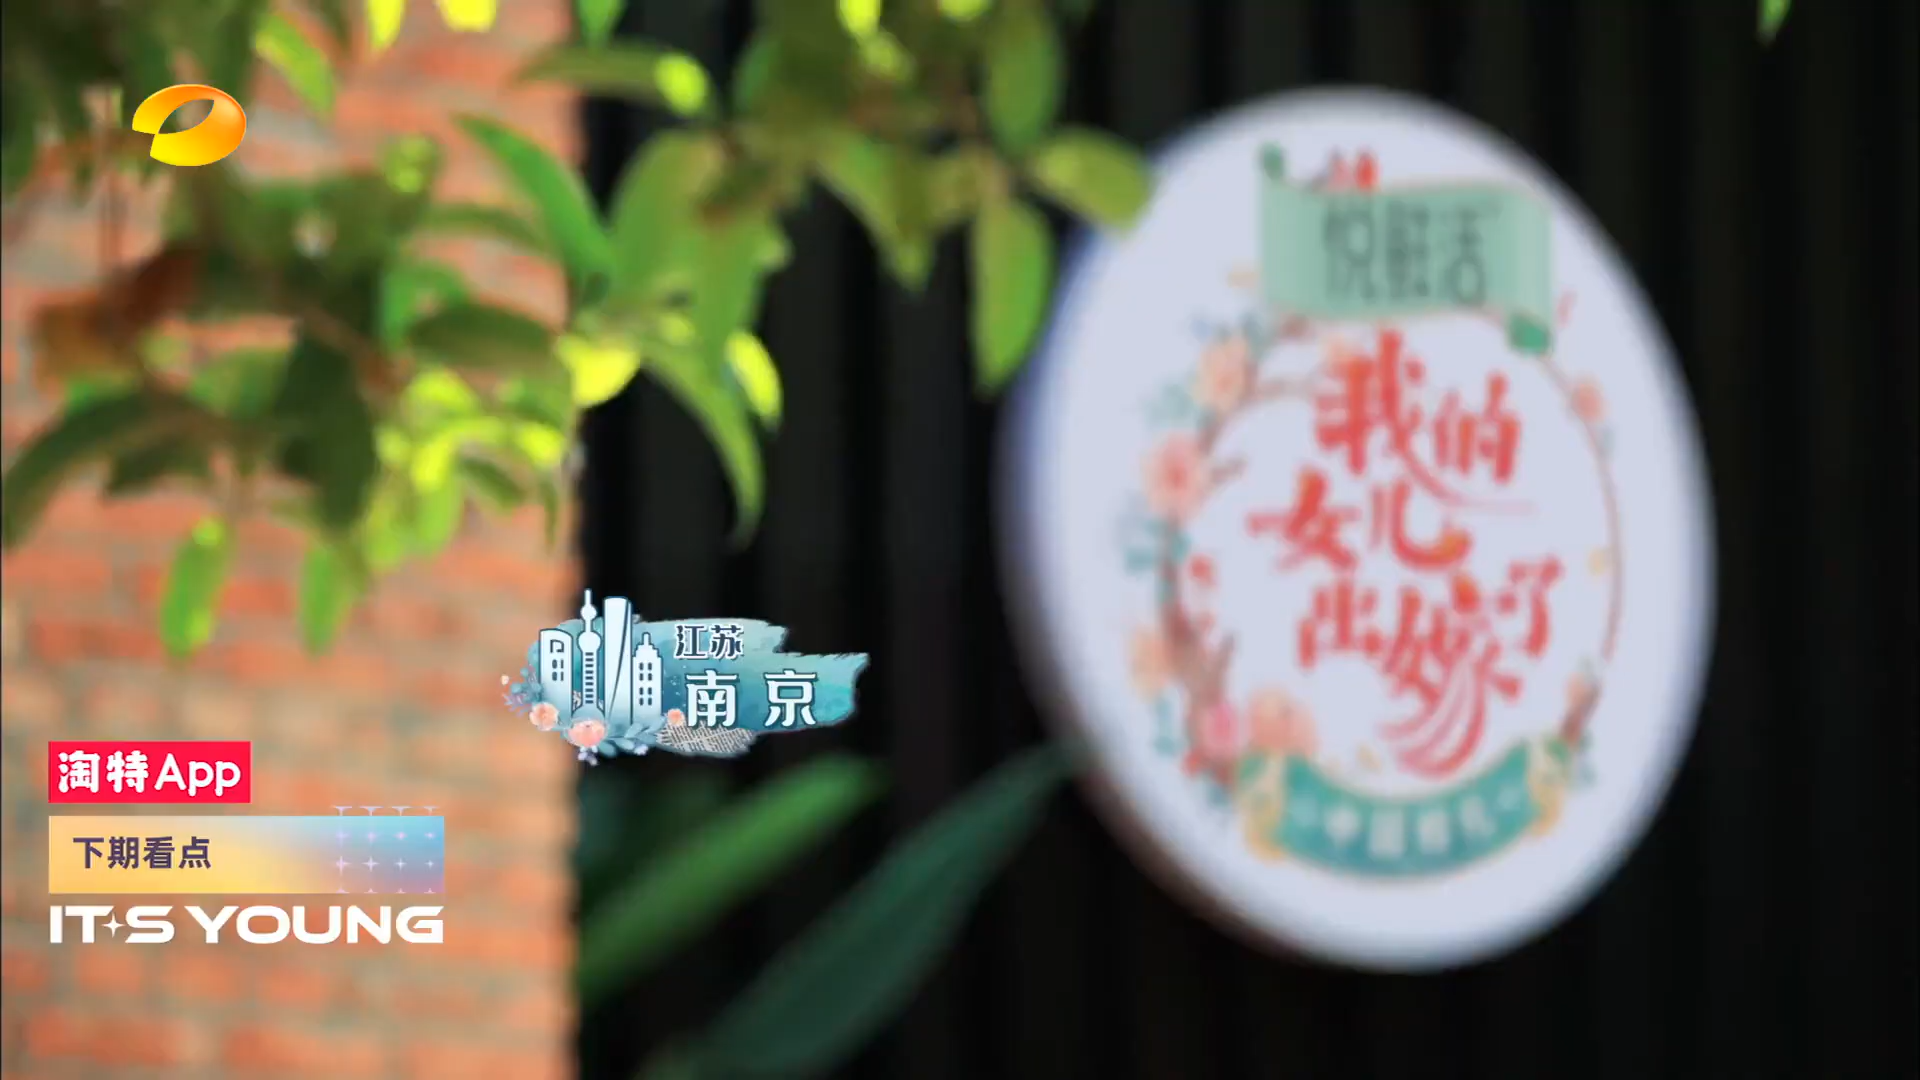 悦鲜活
我的
女儿
出嫁了
江苏
南京
淘特App
下期看点
IT'S YOUNG